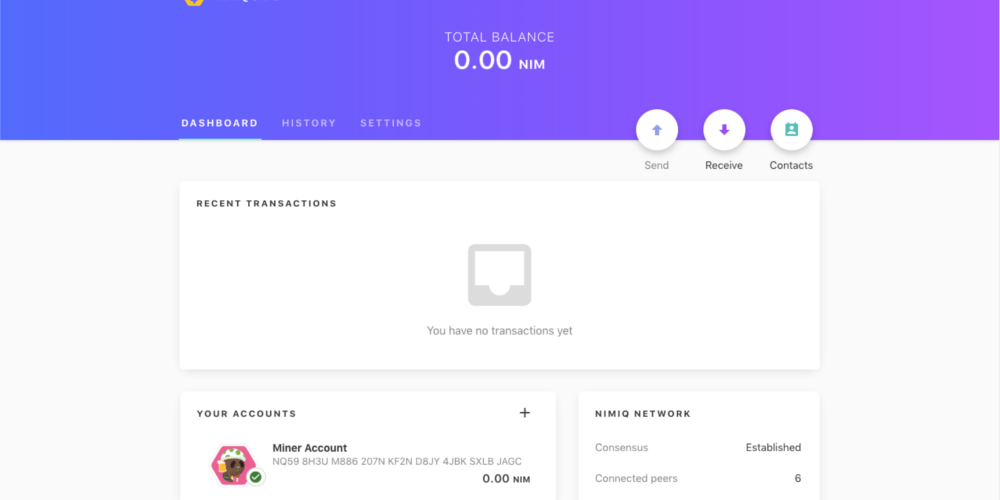 TOTAL BALANCE
0.00 NIM
DASHBOARD HISTORY SETTINGS
Send Receive Contacts
RECENT TRANSACTIONS
You have no transactions yet
YOUR ACCOUNTS
Miner Account
NQ59 8H3U M886 207N KF2N D8JY 4JBK SXLB JAGC
0.00 NIM
NIMIQ NETWORK
Consensus Established
Connected peers 6